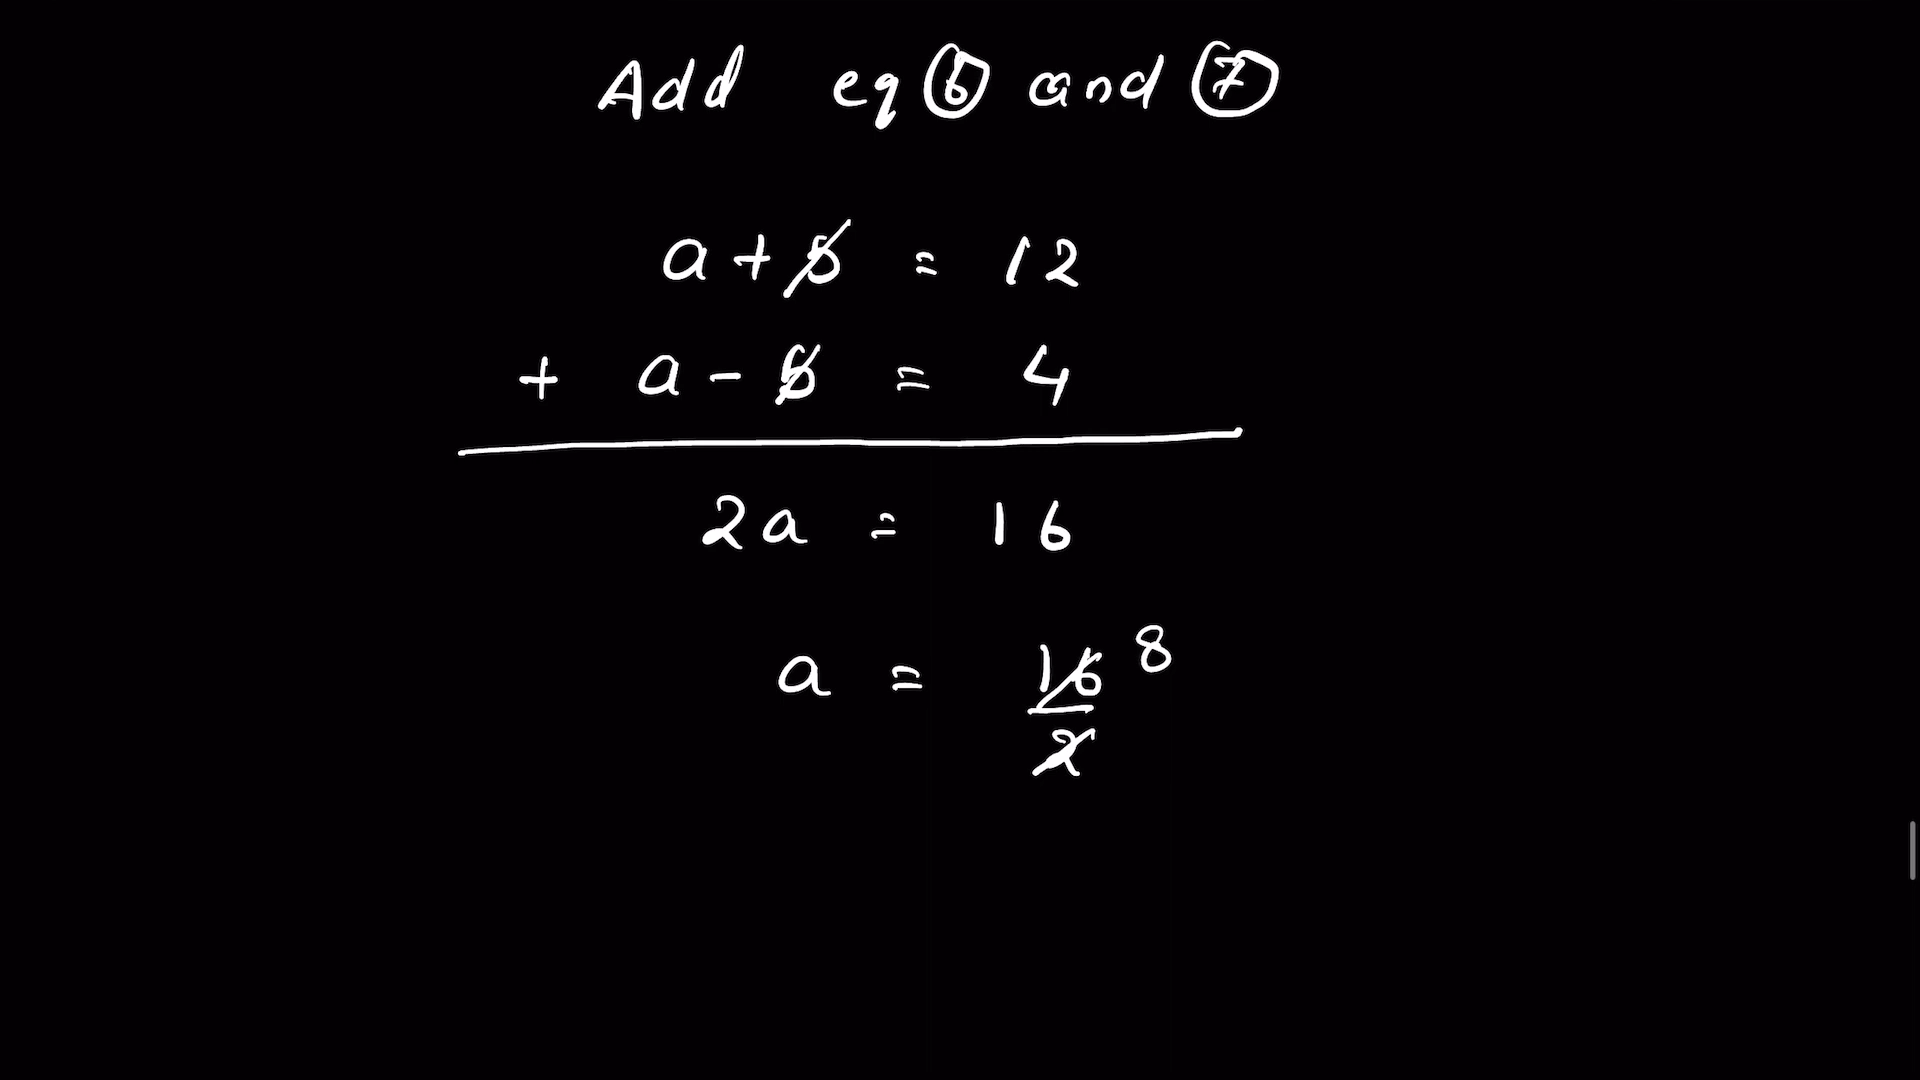 Add eq ⑥ and ⑦
a + b = 12
+ a - b = 4
2a = 16
a = 16/2 8